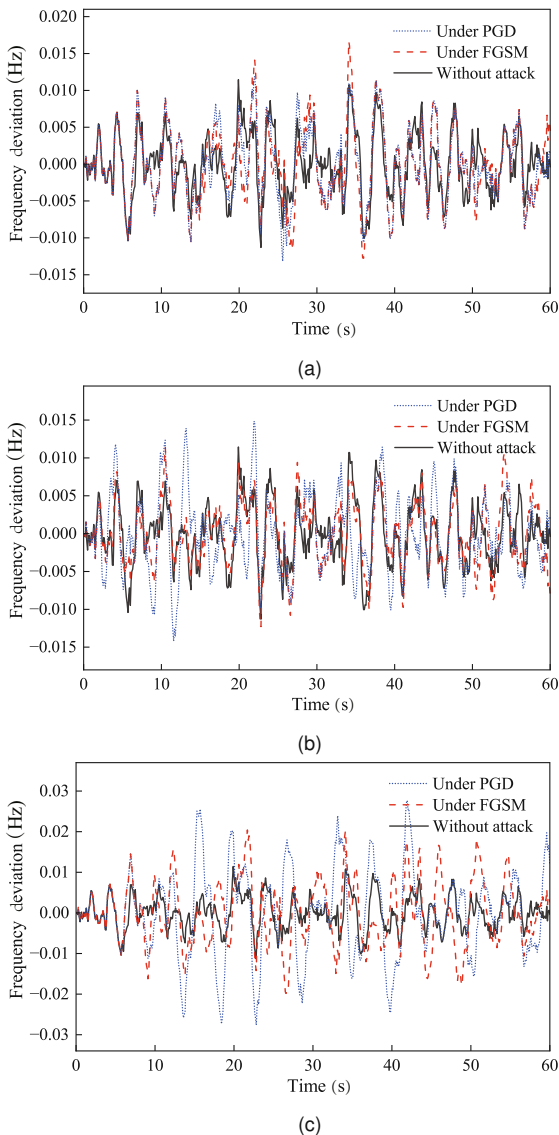 0.020
0.015
0.010
0.005
0.000
−0.005
−0.010
−0.015
Frequency deviation (Hz)
Under PGD
Under FGSM
Without attack
0 10 20 30 40 50 60
Time (s)
(a)
0.015
0.010
0.005
0.000
−0.005
−0.010
−0.015
Frequency deviation (Hz)
Under PGD
Under FGSM
Without attack
0 10 20 30 40 50 60
Time (s)
(b)
0.03
0.02
0.01
0.00
−0.01
−0.02
−0.03
Frequency deviation (Hz)
Under PGD
Under FGSM
Without attack
0 10 20 30 40 50 60
Time (s)
(c)